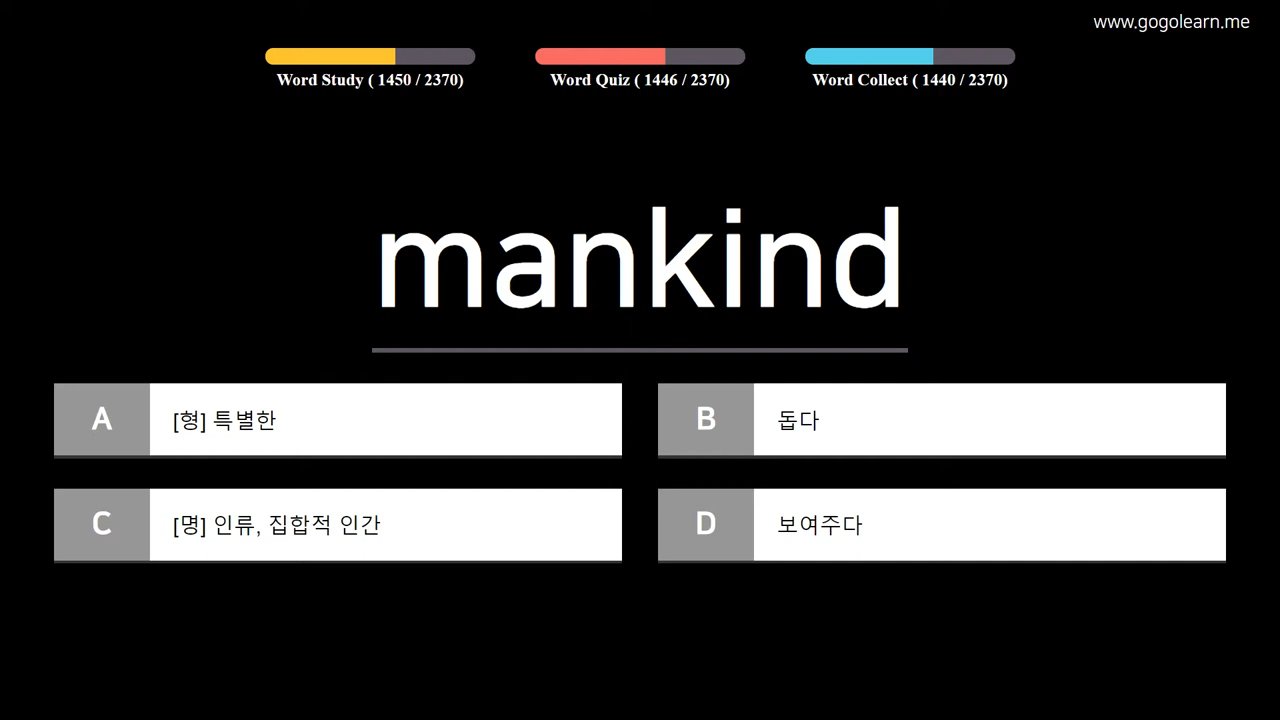 www.gogolearn.me
Word Study ( 1450 / 2370)
Word Quiz ( 1446 / 2370)
Word Collect ( 1440 / 2370)
mankind
A [형] 특별한
B 돕다
C [명] 인류, 집합적 인간
D 보여주다